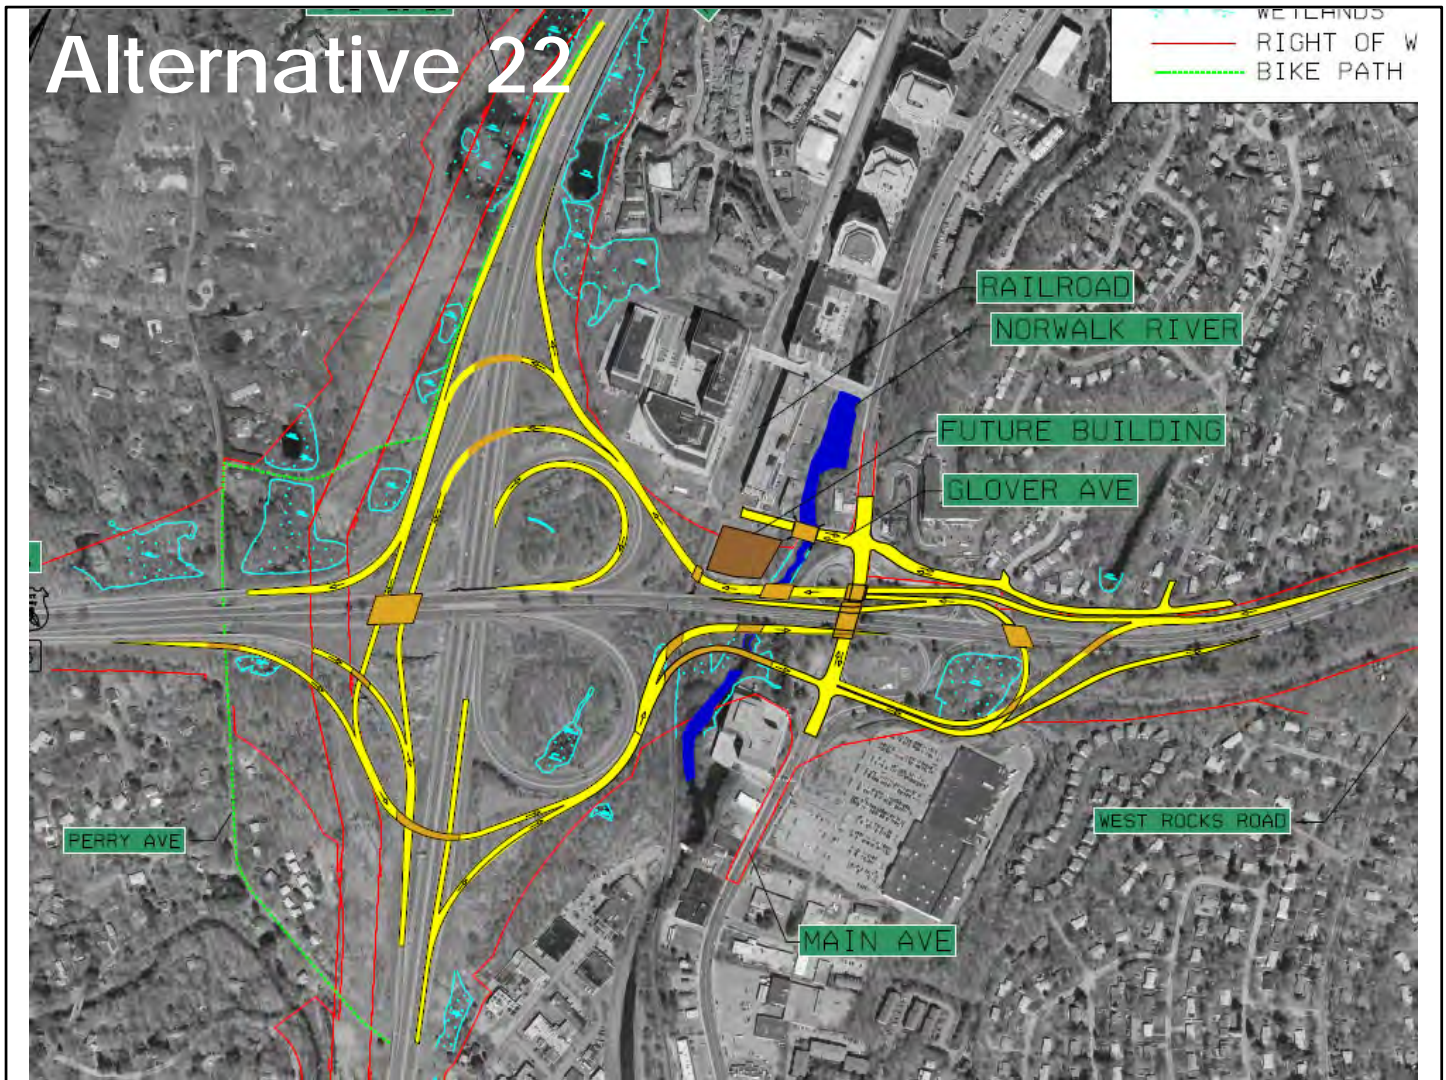 Alternative 22
WETLANDS
RIGHT OF W
BIKE PATH
RAILROAD
NORWALK RIVER
FUTURE BUILDING
GLOVER AVE
PERRY AVE
WEST ROCKS ROAD
MAIN AVE